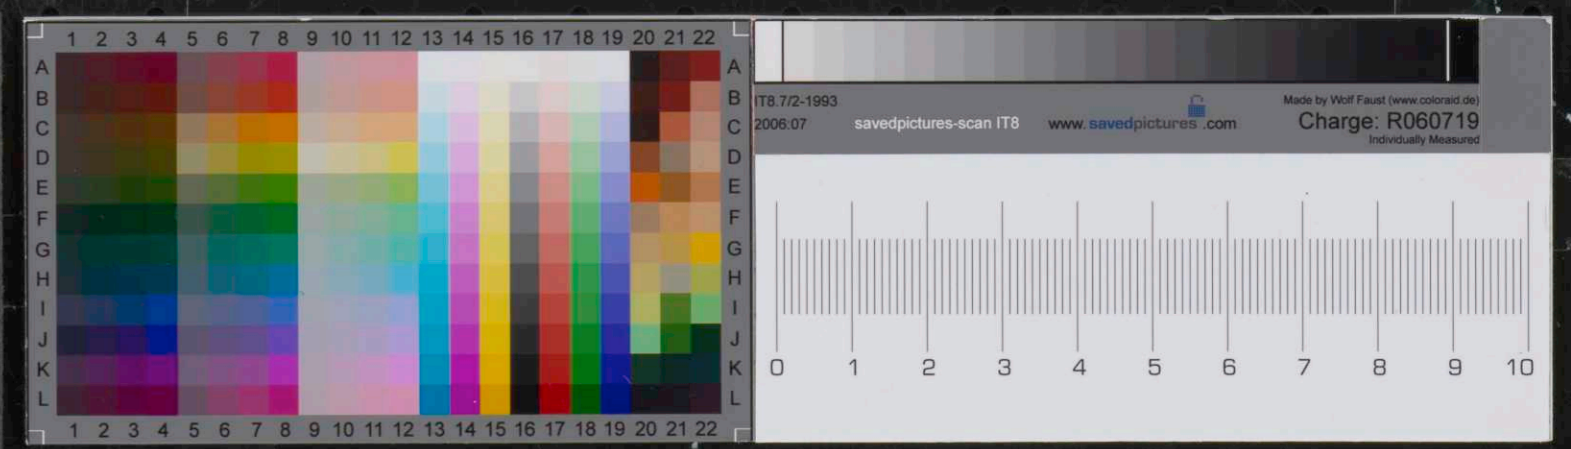 1 2 3 4 5 6 7 8 9 10 11 12 13 14 15 16 17 18 19 20 21 22
A A
B B
C C
D D
E E
F F
G G
H H
I I
J J
K K
L L
1 2 3 4 5 6 7 8 9 10 11 12 13 14 15 16 17 18 19 20 21 22
IT8.7/2-1993
2006:07
savedpictures-scan IT8
www.savedpictures.com
Made by Wolf Faust (www.coloraid.de)
Charge: R060719
Individually Measured
0 1 2 3 4 5 6 7 8 9 10